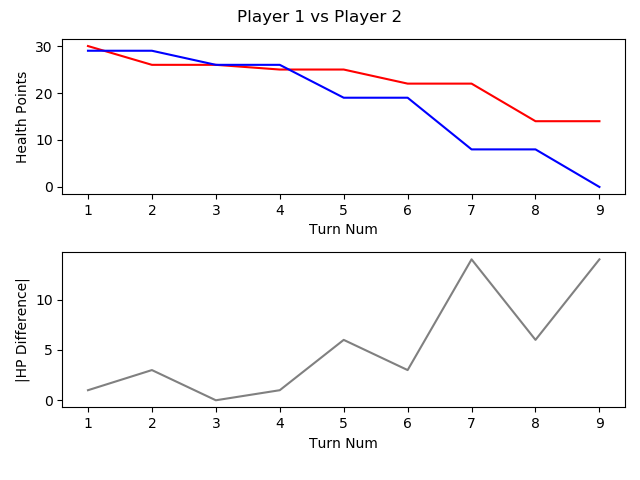 Player 1 vs Player 2
30
20
10
0
Health Points
1 2 3 4 5 6 7 8 9
Turn Num
10
5
0
|HP Difference|
1 2 3 4 5 6 7 8 9
Turn Num